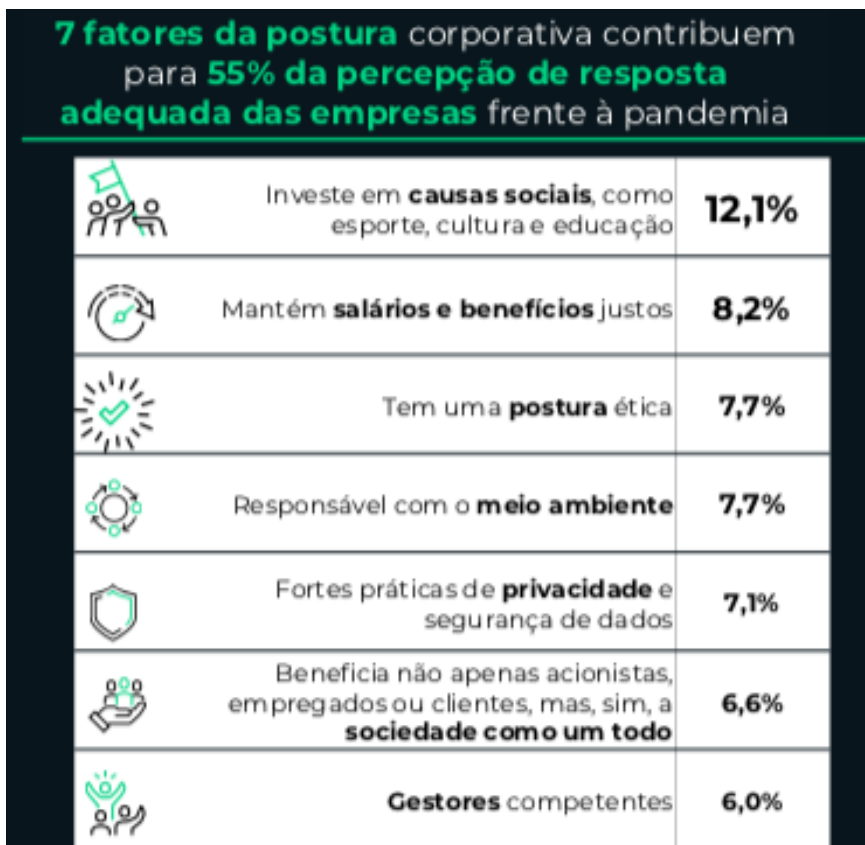 7 fatores da postura corporativa contribuem
para 55% da percepção de resposta
adequada das empresas frente à pandemia
Investe em causas sociais, como
esporte, cultura e educação
12,1%
Mantém salários e benefícios justos
8,2%
Tem uma postura ética
7,7%
Responsável com o meio ambiente
7,7%
Fortes práticas de privacidade e
segurança de dados
7,1%
Beneficia não apenas acionistas,
empregados ou clientes, mas, sim, a
sociedade como um todo
6,6%
Gestores competentes
6,0%